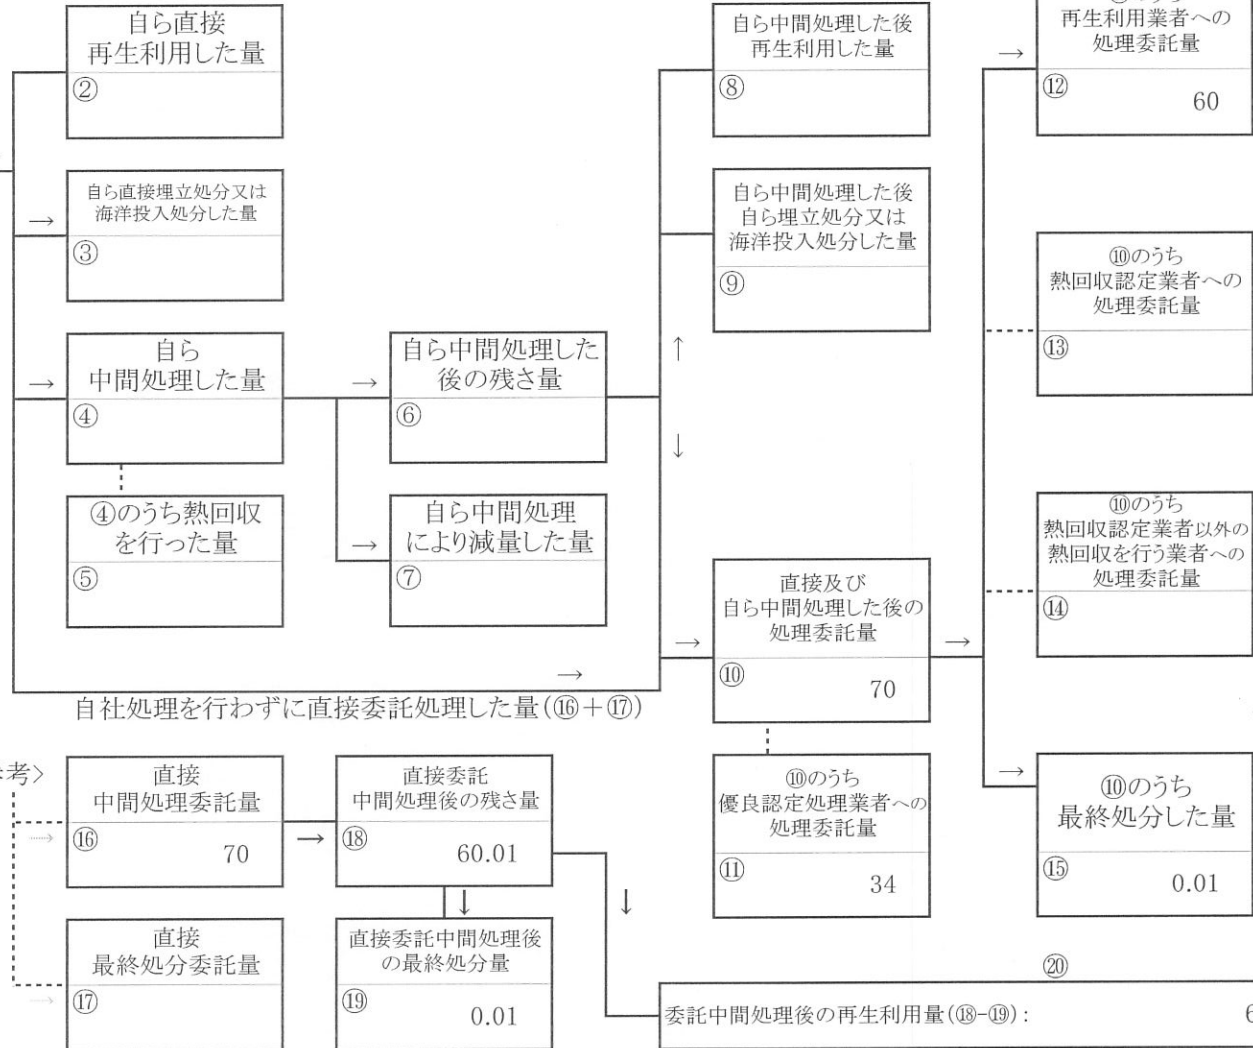 自ら直接
再生利用した量
②
自ら直接埋立処分又は
海洋投入処分した量
→
③
自ら
中間処理した量
→
④
④のうち熱回収
を行った量
⑤
→
自ら中間処理した
後の残さ量
⑥
自ら中間処理
により減量した量
→
⑦
自ら中間処理した後
再生利用した量
⑧
自ら中間処理した後
自ら埋立処分又は
海洋投入処分した量
⑨
↑
↓
直接及び
自ら中間処理した後の
処理委託量
→
⑩
70
→
⑩のうち
優良認定処理業者への
処理委託量
⑪
34
再生利用業者への
処理委託量
→
⑫
60
⑩のうち
熱回収認定業者への
処理委託量
⑬
⑩のうち
熱回収認定業者以外の
熱回収を行う業者への
処理委託量
⑭
→
⑩のうち
最終処分した量
⑮
0.01
→
自社処理を行わずに直接委託処理した量(⑯+⑰)
考>
直接
中間処理委託量
→
⑯
70
→
直接委託
中間処理後の残さ量
⑱
60.01
↓
↓
直接
最終処分委託量
→
⑰
直接委託中間処理後
の最終処分量
⑲
0.01
⑳
委託中間処理後の再生利用量(⑱-⑲):
6